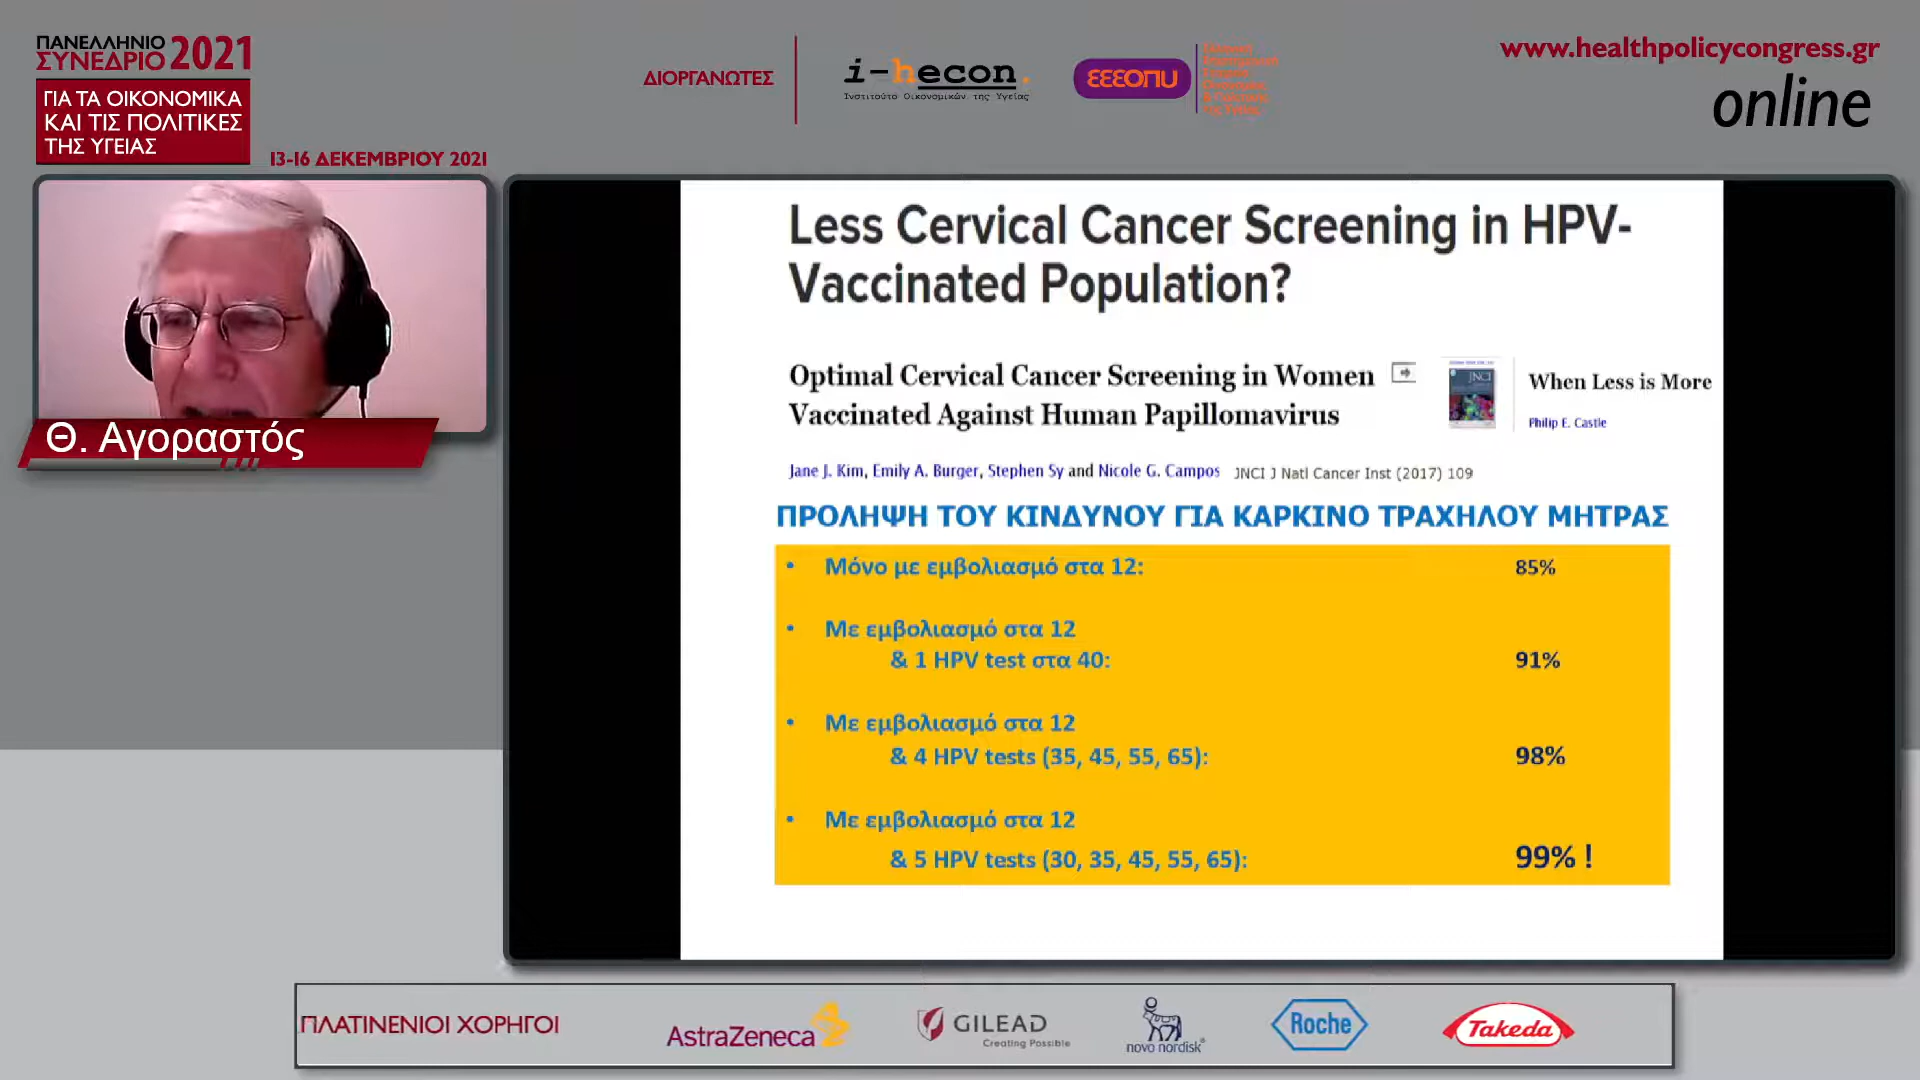 ΠΑΝΕΛΛΗΝΙΟ
ΣΥΝΕΔΡΙΟ 2021
ΓΙΑ ΤΑ ΟΙΚΟΝΟΜΙΚΑ
ΚΑΙ ΤΙΣ ΠΟΛΙΤΙΚΕΣ
ΤΗΣ ΥΓΕΙΑΣ
13-16 ΔΕΚΕΜΒΡΙΟΥ 2021
ΔΙΟΡΓΑΝΩΤΕΣ
i-hecon.
Ινστιτούτο Οικονομικών της Υγείας
ΕΕΕΟΠΥ
www.healthpolicycongress.gr
online
Θ. Αγοραστός
Less Cervical Cancer Screening in HPV-
Vaccinated Population?
Optimal Cervical Cancer Screening in Women
Vaccinated Against Human Papillomavirus
JNCI
When Less is More
Philip E. Castle
Jane J. Kim, Emily A. Burger, Stephen Sy and Nicole G. Campos JNCI J Natl Cancer Inst (2017) 109
ΠΡΟΛΗΨΗ ΤΟΥ ΚΙΝΔΥΝΟΥ ΓΙΑ ΚΑΡΚΙΝΟ ΤΡΑΧΗΛΟΥ ΜΗΤΡΑΣ
• Μόνο με εμβολιασμό στα 12: 85%
• Με εμβολιασμό στα 12
& 1 HPV test στα 40: 91%
• Με εμβολιασμό στα 12
& 4 HPV tests (35, 45, 55, 65): 98%
• Με εμβολιασμό στα 12
& 5 HPV tests (30, 35, 45, 55, 65): 99% !
ΠΛΑΤΙΝΕΝΙΟΙ ΧΟΡΗΓΟΙ
AstraZeneca
GILEAD
Creating Possible
novo nordisk®
Roche
Takeda